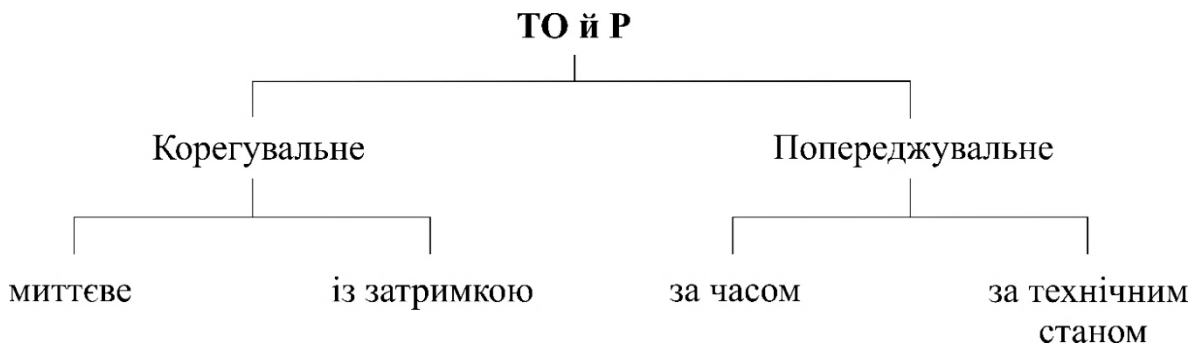 ТО й Р
Корегувальне
Попереджувальне
миттєве
із затримкою
за часом
за технічним
станом